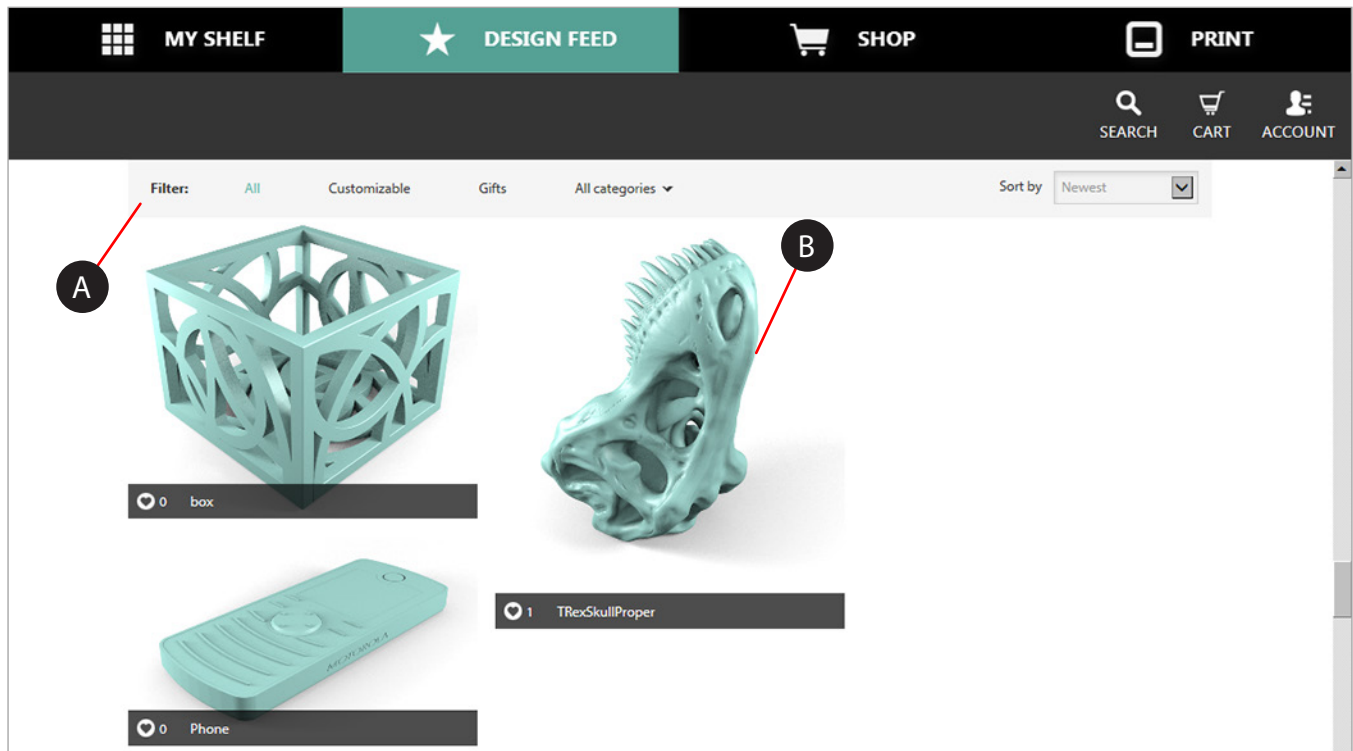 MY SHELF
DESIGN FEED
SHOP
PRINT
SEARCH
CART
ACCOUNT
Filter: All Customizable Gifts All categories
Sort by Newest
A
B
0 box
MOTOROLA
1 TRexSkullProper
0 Phone